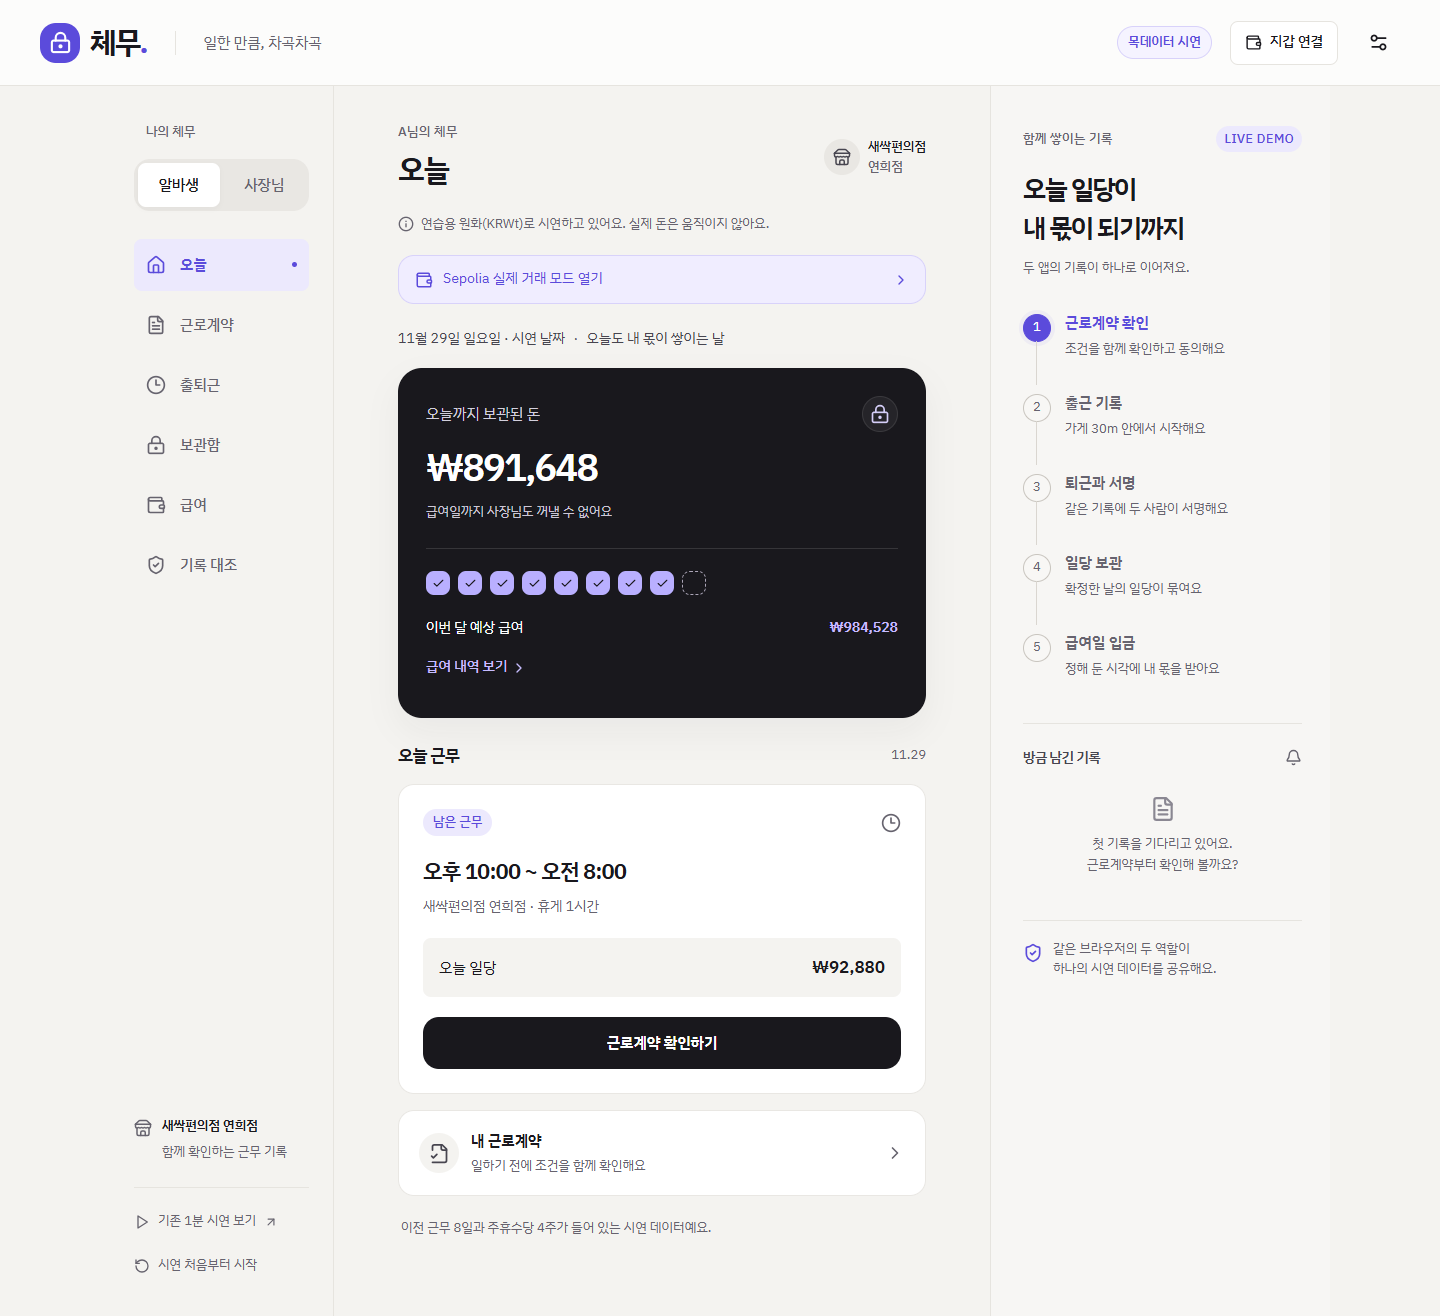 체무.
일한 만큼, 차곡차곡
목데이터 시연
지갑 연결
나의 체무
알바생
사장님
오늘
근로계약
출퇴근
보관함
급여
기록 대조
새싹편의점 연희점
함께 확인하는 근무 기록
기존 1분 시연 보기
시연 처음부터 시작
A님의 체무
오늘
새싹편의점
연희점
연습용 원화(KRWt)로 시연하고 있어요. 실제 돈은 움직이지 않아요.
Sepolia 실제 거래 모드 열기
11월 29일 일요일 · 시연 날짜 · 오늘도 내 몫이 쌓이는 날
오늘까지 보관된 돈
₩891,648
급여일까지 사장님도 꺼낼 수 없어요
이번 달 예상 급여
₩984,528
급여 내역 보기
오늘 근무
11.29
남은 근무
오후 10:00 ~ 오전 8:00
새싹편의점 연희점 · 휴게 1시간
오늘 일당
₩92,880
근로계약 확인하기
내 근로계약
일하기 전에 조건을 함께 확인해요
이전 근무 8일과 주휴수당 4주가 들어 있는 시연 데이터예요.
함께 쌓이는 기록
LIVE DEMO
오늘 일당이
내 몫이 되기까지
두 앱의 기록이 하나로 이어져요.
1
근로계약 확인
조건을 함께 확인하고 동의해요
2
출근 기록
가게 30m 안에서 시작해요
3
퇴근과 서명
같은 기록에 두 사람이 서명해요
4
일당 보관
확정한 날의 일당이 묶여요
5
급여일 입금
정해 둔 시각에 내 몫을 받아요
방금 남긴 기록
첫 기록을 기다리고 있어요.
근로계약부터 확인해 볼까요?
같은 브라우저의 두 역할이
하나의 시연 데이터를 공유해요.